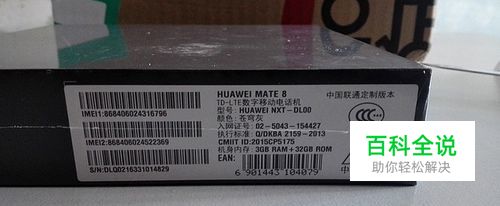 HUAWEI MATE 8
TD-LTE数字移动电话机
型号: HUAWEI NXT-DL00
颜色: 苍穹灰
入网证号: 02-5043-154427
执行标准: Q/DKBA 2159-2013
CMIIT ID:2015CP5175
机身内存: 3GB RAM+32GB ROM
EAN:
6 901443 104079
IMEI1:868406024316796
IMEI2:868406024522369
S/N:DLQ0216331014829
中国联通定制版本
百科全说
助你轻松解决